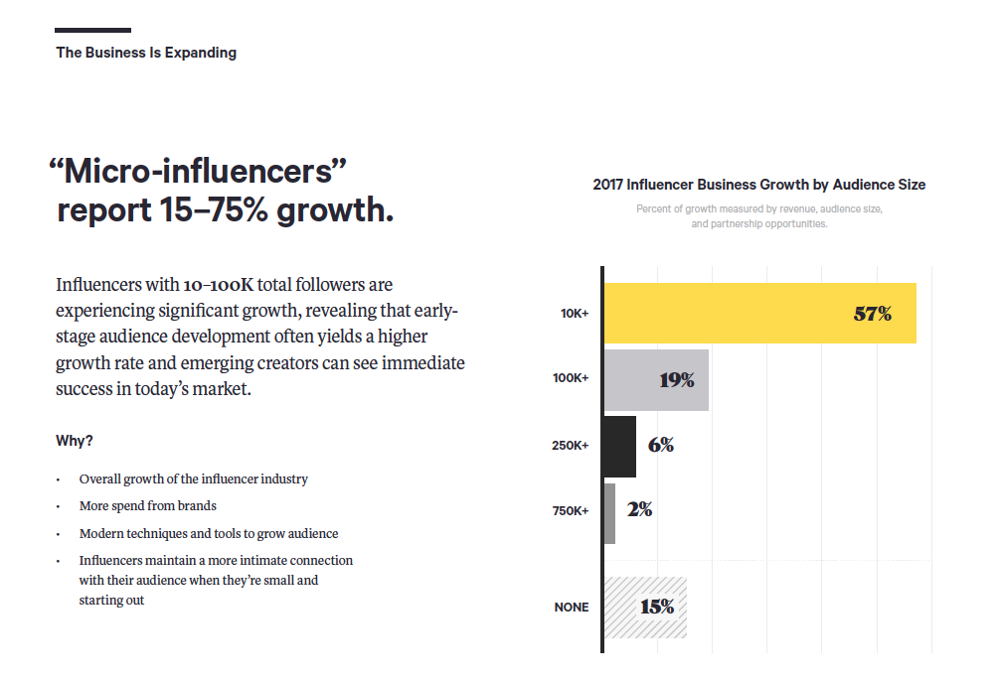 The Business Is Expanding
“Micro-influencers”
report 15–75% growth.
Influencers with 10–100K total followers are
experiencing significant growth, revealing that early-
stage audience development often yields a higher
growth rate and emerging creators can see immediate
success in today’s market.
Why?
• Overall growth of the influencer industry
• More spend from brands
• Modern techniques and tools to grow audience
• Influencers maintain a more intimate connection
with their audience when they’re small and
starting out
2017 Influencer Business Growth by Audience Size
Percent of growth measured by revenue, audience size,
and partnership opportunities.
10K+ 57%
100K+ 19%
250K+ 6%
750K+ 2%
NONE 15%